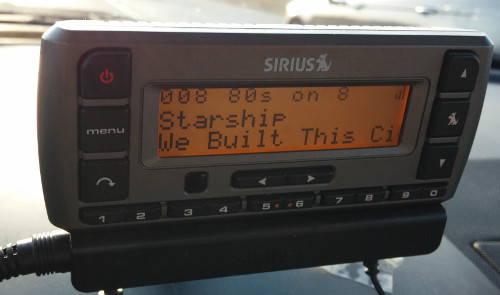 SIRIUS
008 80s on 8
Starship
We Built This Ci
menu
1 2 3 4 5 6 7 8 9 0